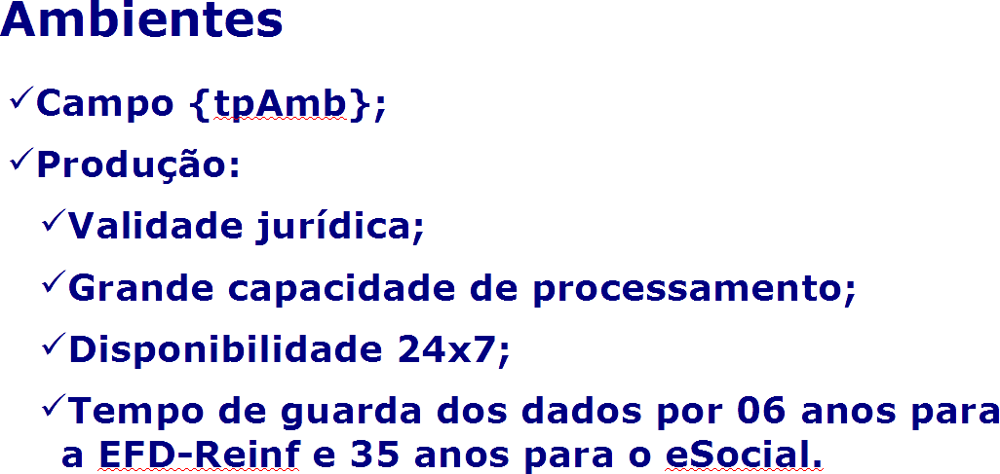 Ambientes
✓Campo {tpAmb};
✓Produção:
✓Validade jurídica;
✓Grande capacidade de processamento;
✓Disponibilidade 24x7;
✓Tempo de guarda dos dados por 06 anos para
a EFD-Reinf e 35 anos para o eSocial.